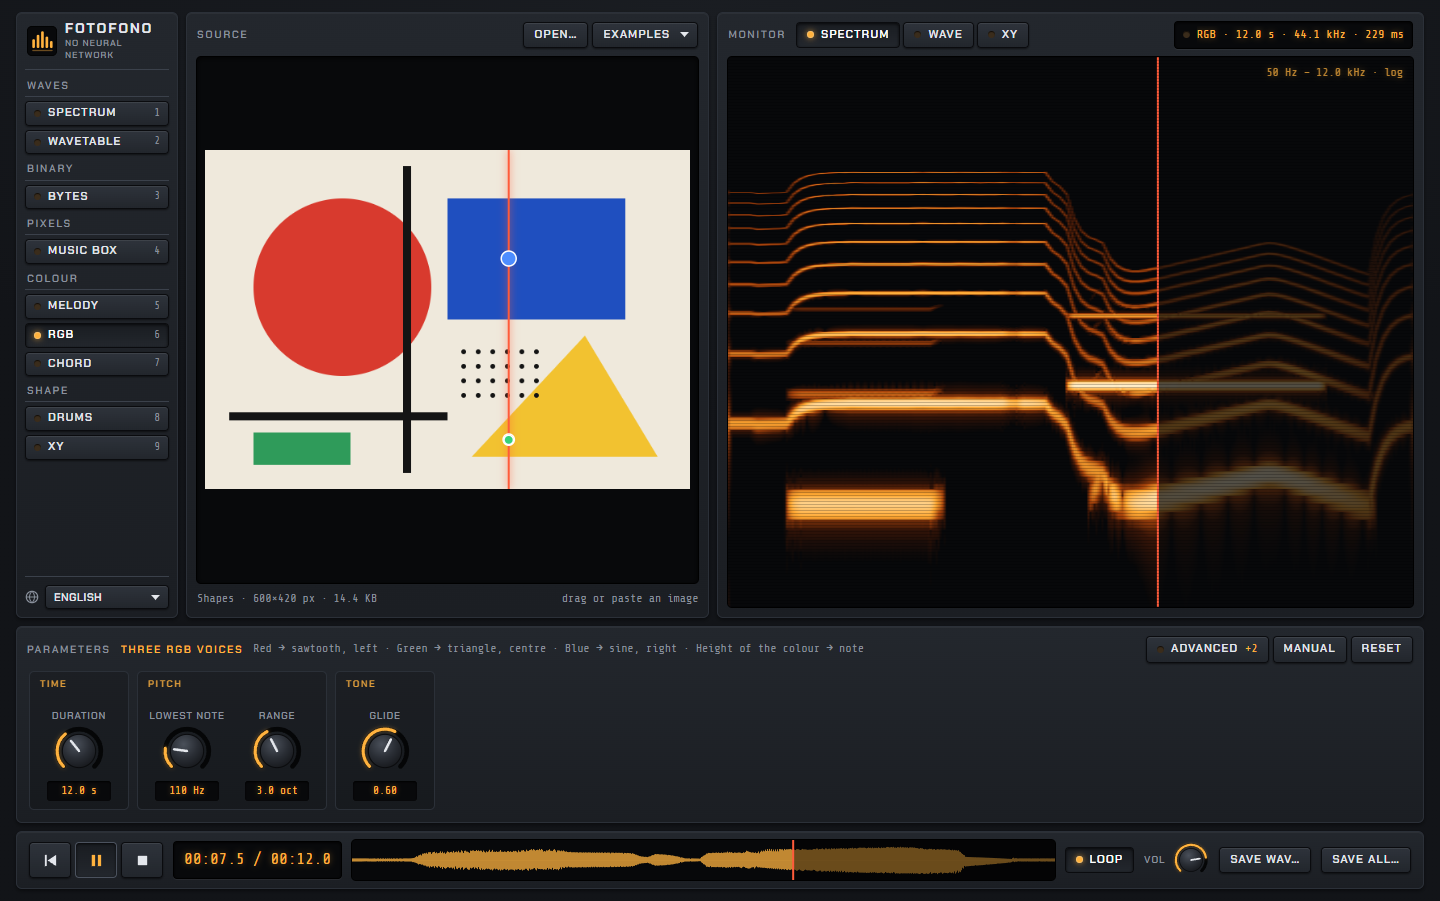 FOTOFONO
NO NEURAL
NETWORK
WAVES
SPECTRUM 1
WAVETABLE 2
BINARY
BYTES 3
PIXELS
MUSIC BOX 4
COLOUR
MELODY 5
RGB 6
CHORD 7
SHAPE
DRUMS 8
XY 9
ENGLISH
SOURCE OPEN… EXAMPLES
Shapes · 600×420 px · 14.4 KB drag or paste an image
MONITOR SPECTRUM WAVE XY RGB · 12.0 s · 44.1 kHz · 229 ms
50 Hz – 12.0 kHz · log
PARAMETERS THREE RGB VOICES Red → sawtooth, left · Green → triangle, centre · Blue → sine, right · Height of the colour → note ADVANCED +2 MANUAL RESET
TIME PITCH TONE
DURATION LOWEST NOTE RANGE GLIDE
12.0 s 110 Hz 3.0 oct 0.60
00:07.5 / 00:12.0 LOOP VOL SAVE WAV… SAVE ALL…